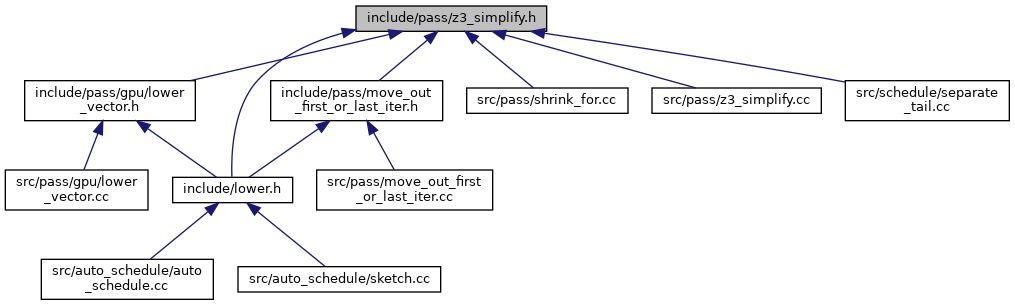 include/pass/z3_simplify.h
include/pass/gpu/lower
_vector.h
include/pass/move_out
_first_or_last_iter.h
src/pass/shrink_for.cc
src/pass/z3_simplify.cc
src/schedule/separate
_tail.cc
src/pass/gpu/lower
_vector.cc
include/lower.h
src/pass/move_out_first
_or_last_iter.cc
src/auto_schedule/auto
_schedule.cc
src/auto_schedule/sketch.cc